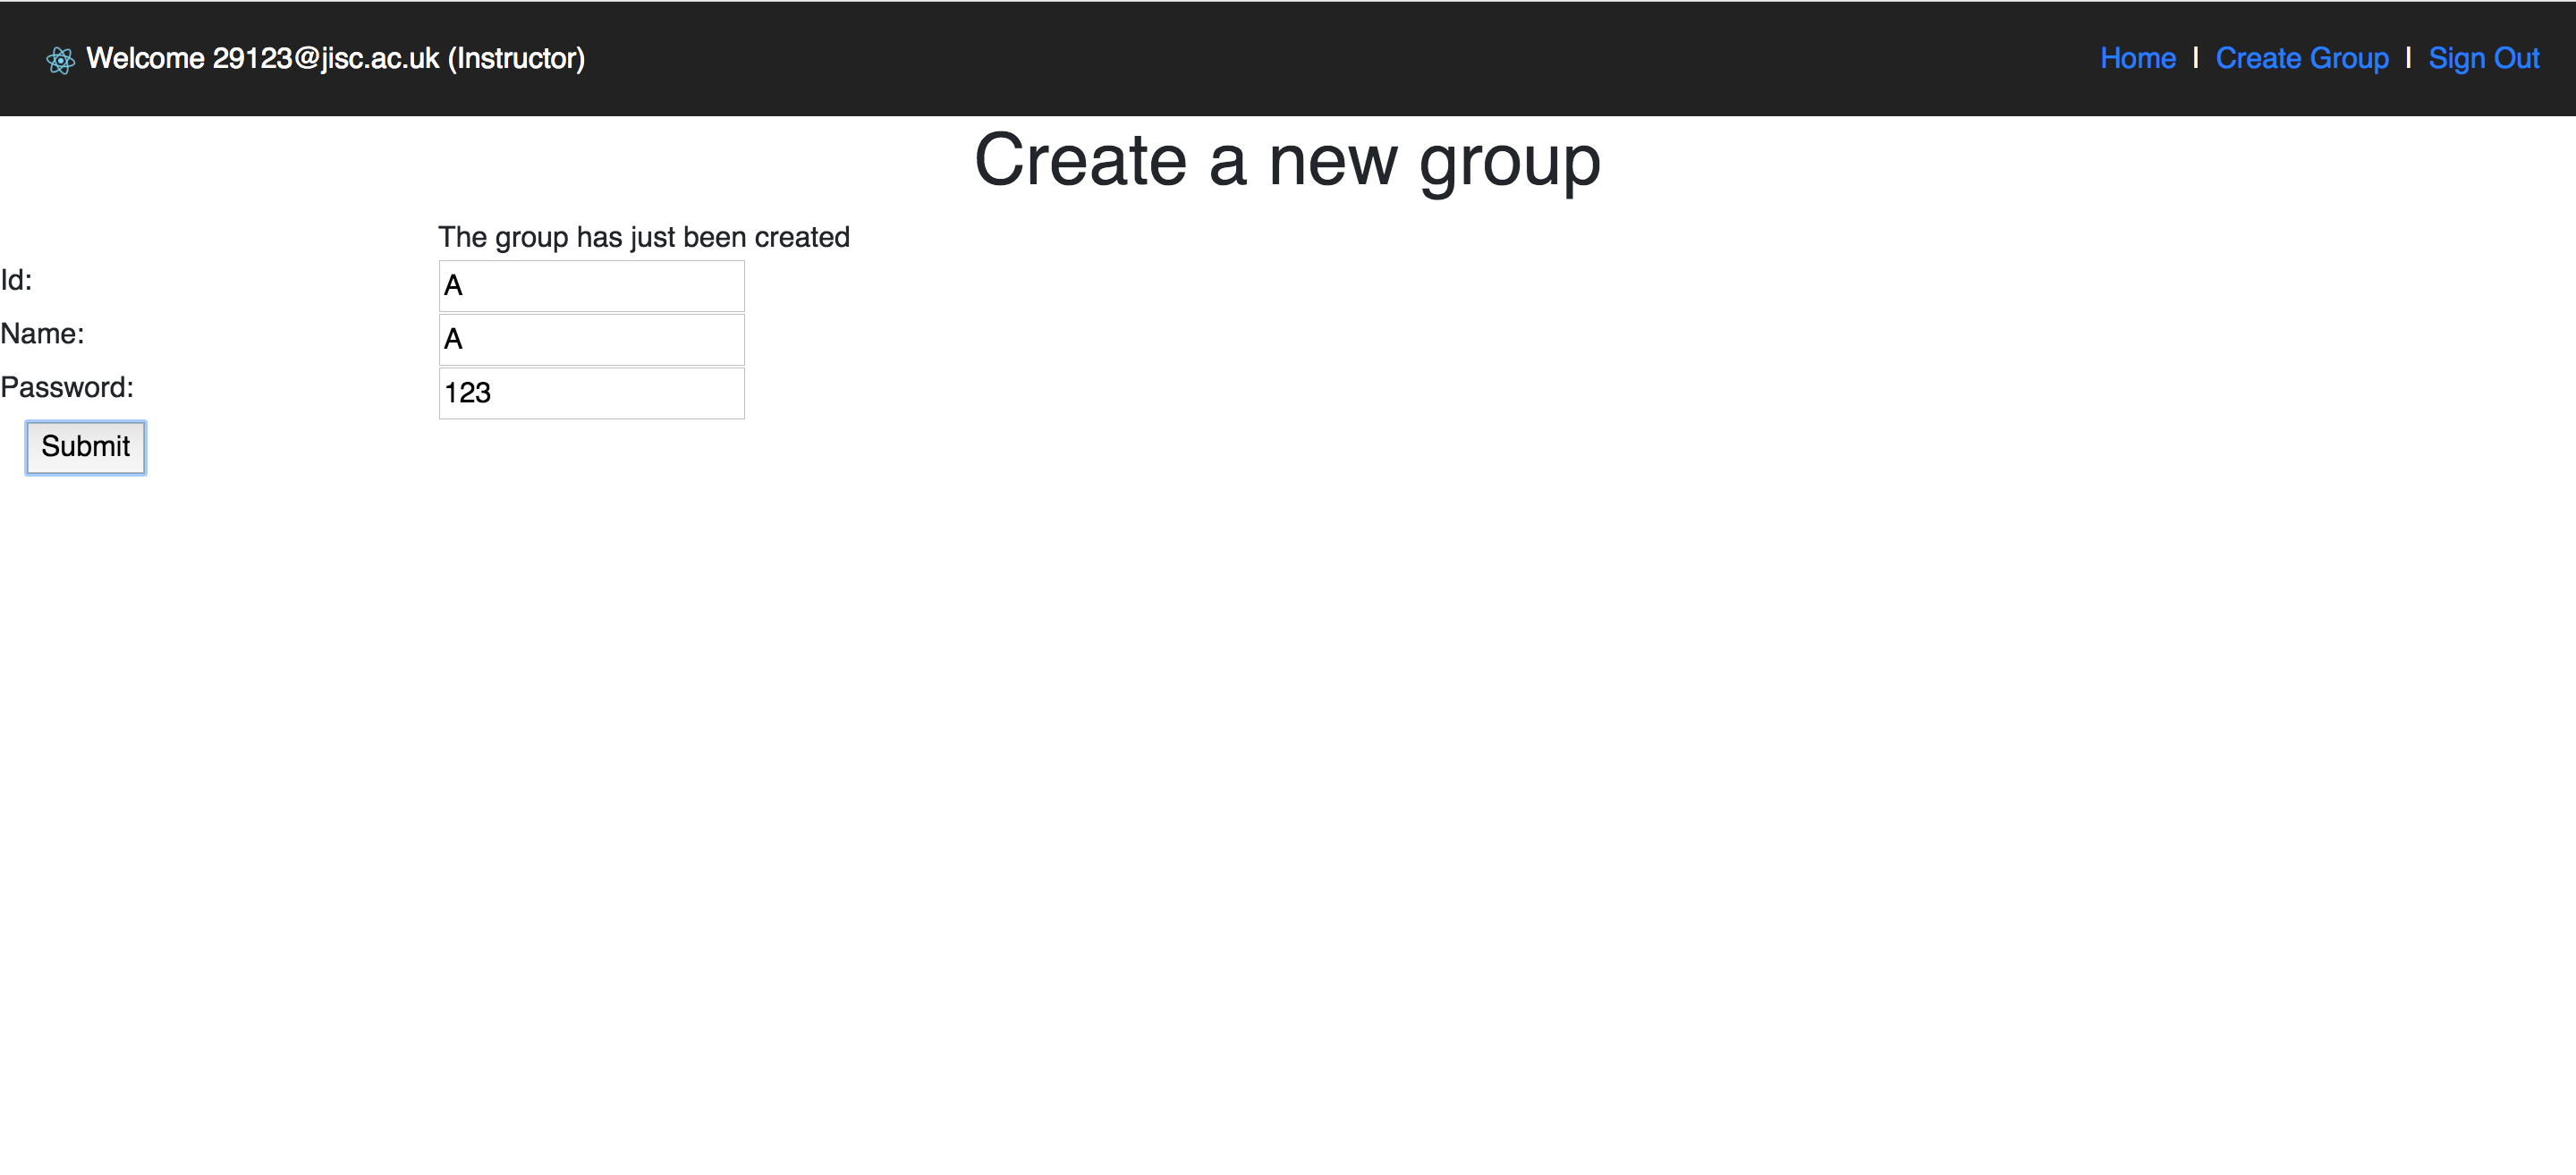 Welcome 29123@jisc.ac.uk (Instructor)
Home | Create Group | Sign Out
Create a new group
The group has just been created
Id: A
Name: A
Password: 123
Submit